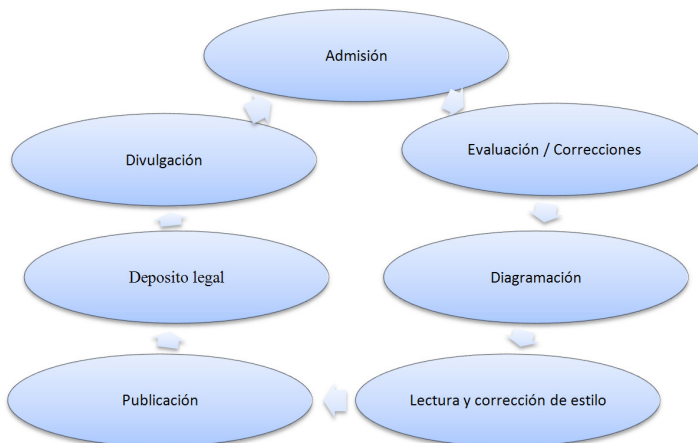 Admisión
Evaluación / Correcciones
Diagramación
Lectura y corrección de estilo
Publicación
Deposito legal
Divulgación